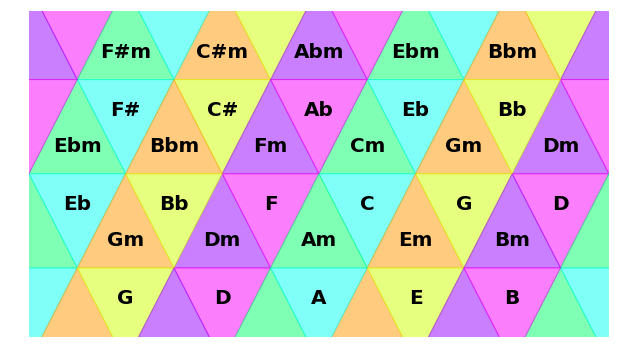 F#m C#m Abm Ebm Bbm
F# C# Ab Eb Bb
Ebm Bbm Fm Cm Gm Dm
Eb Bb F C G D
Gm Dm Am Em Bm
G D A E B